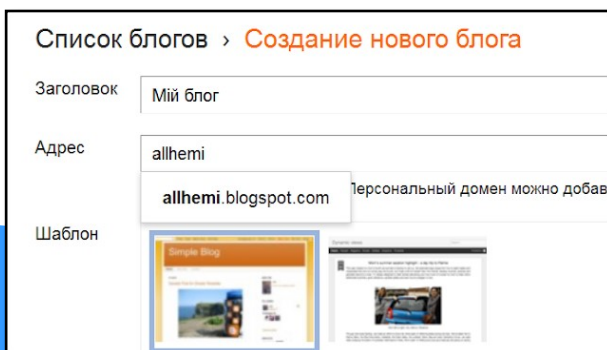 Список блогов › Создание нового блога
Заголовок
Мій блог
Адрес
allhemi
allhemi.blogspot.com
Персональный домен можно добав
Шаблон
Simple Blog